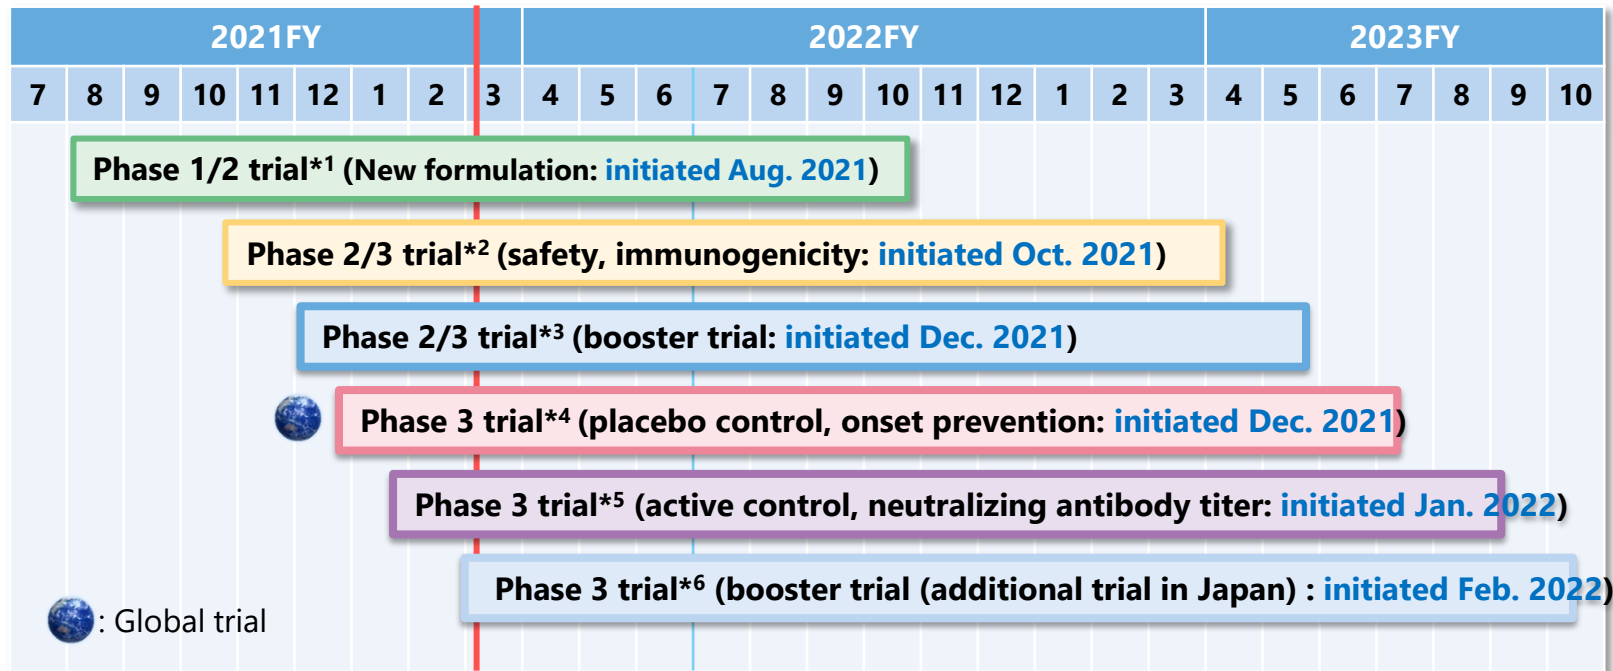 2021FY 2022FY 2023FY
7 8 9 10 11 12 1 2 3 4 5 6 7 8 9 10 11 12 1 2 3 4 5 6 7 8 9 10
Phase 1/2 trial*1 (New formulation: initiated Aug. 2021)
Phase 2/3 trial*2 (safety, immunogenicity: initiated Oct. 2021)
Phase 2/3 trial*3 (booster trial: initiated Dec. 2021)
Phase 3 trial*4 (placebo control, onset prevention: initiated Dec. 2021)
Phase 3 trial*5 (active control, neutralizing antibody titer: initiated Jan. 2022)
Phase 3 trial*6 (booster trial (additional trial in Japan) : initiated Feb. 2022)
: Global trial